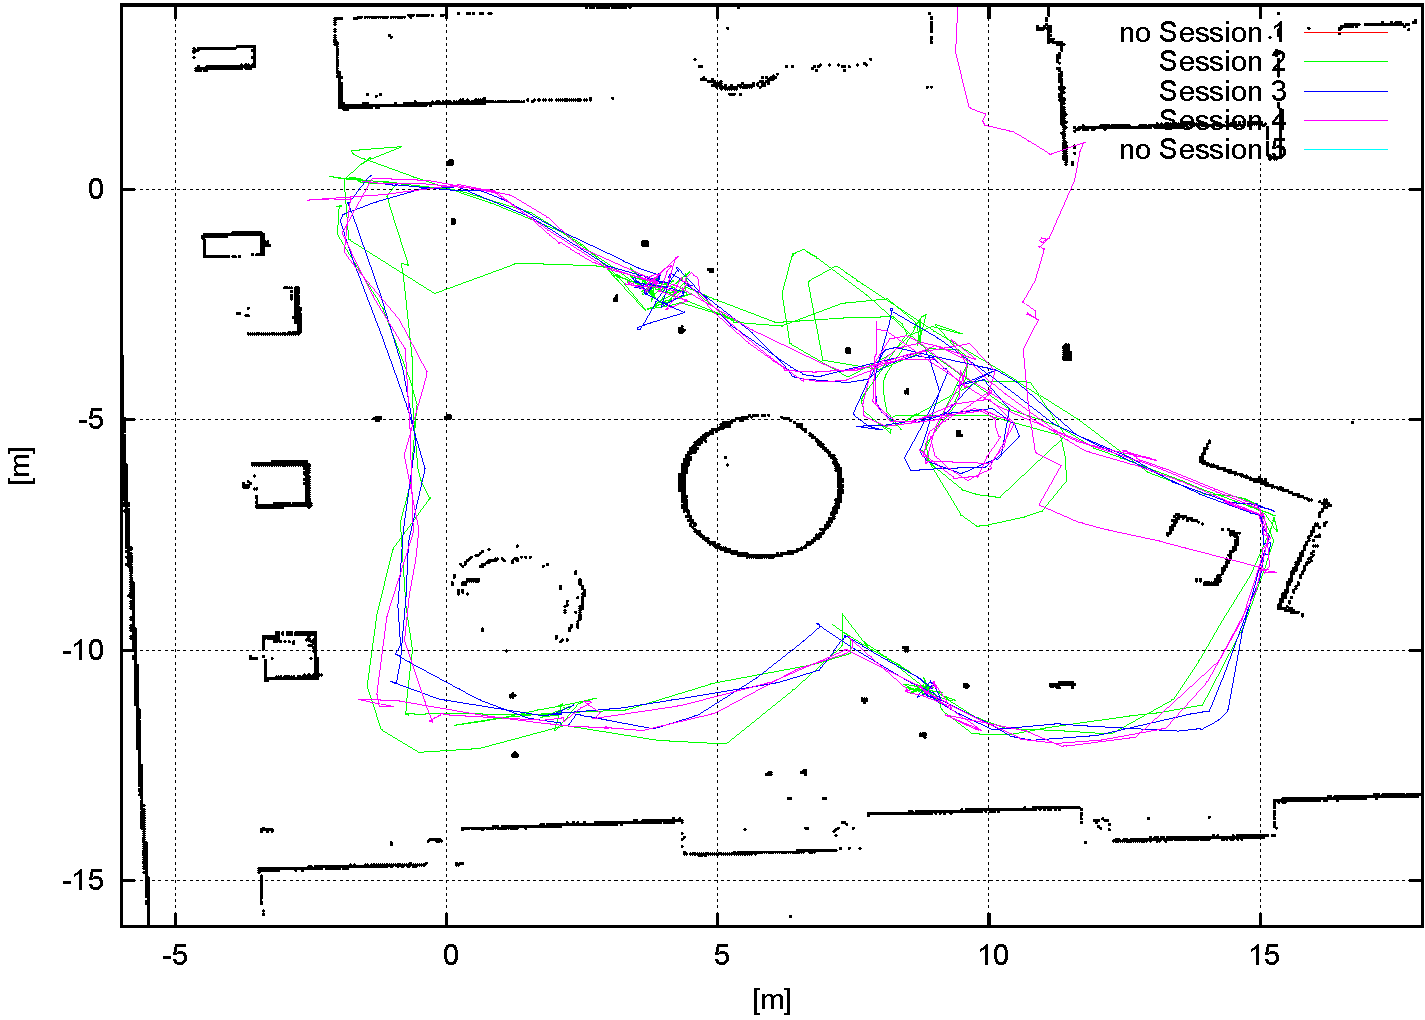 no Session 1
Session 2
Session 3
Session 4
no Session 5
0
-5
-10
-15
[m]
-5
0
5
10
15
[m]